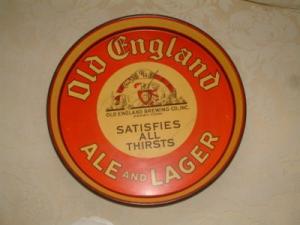 Old England
OLD ENGLAND BREWING CO., INC.
SATISFIES
ALL
THIRSTS
ALE AND LAGER